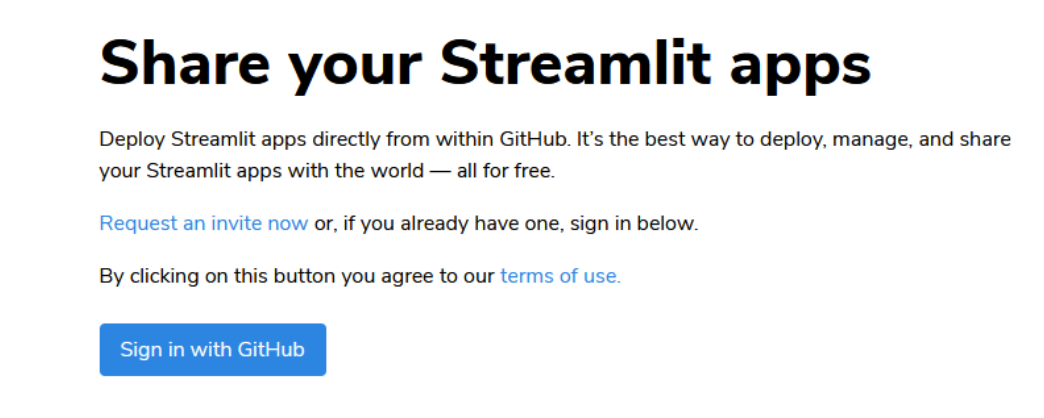 Share your Streamlit apps
Deploy Streamlit apps directly from within GitHub. It’s the best way to deploy, manage, and share
your Streamlit apps with the world — all for free.
Request an invite now or, if you already have one, sign in below.
By clicking on this button you agree to our terms of use.
Sign in with GitHub